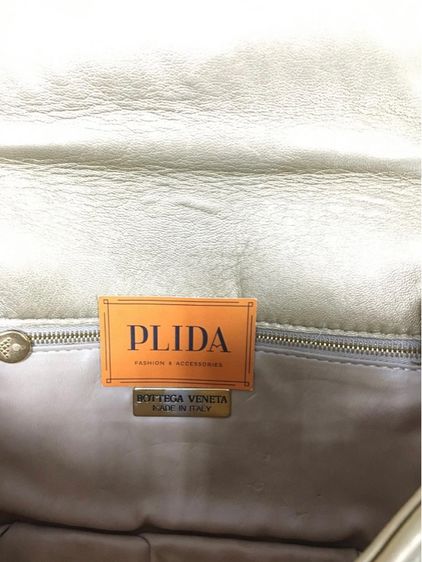 PLIDA
FASHION & ACCESSORIES
BOTTEGA VENETA
MADE IN ITALY